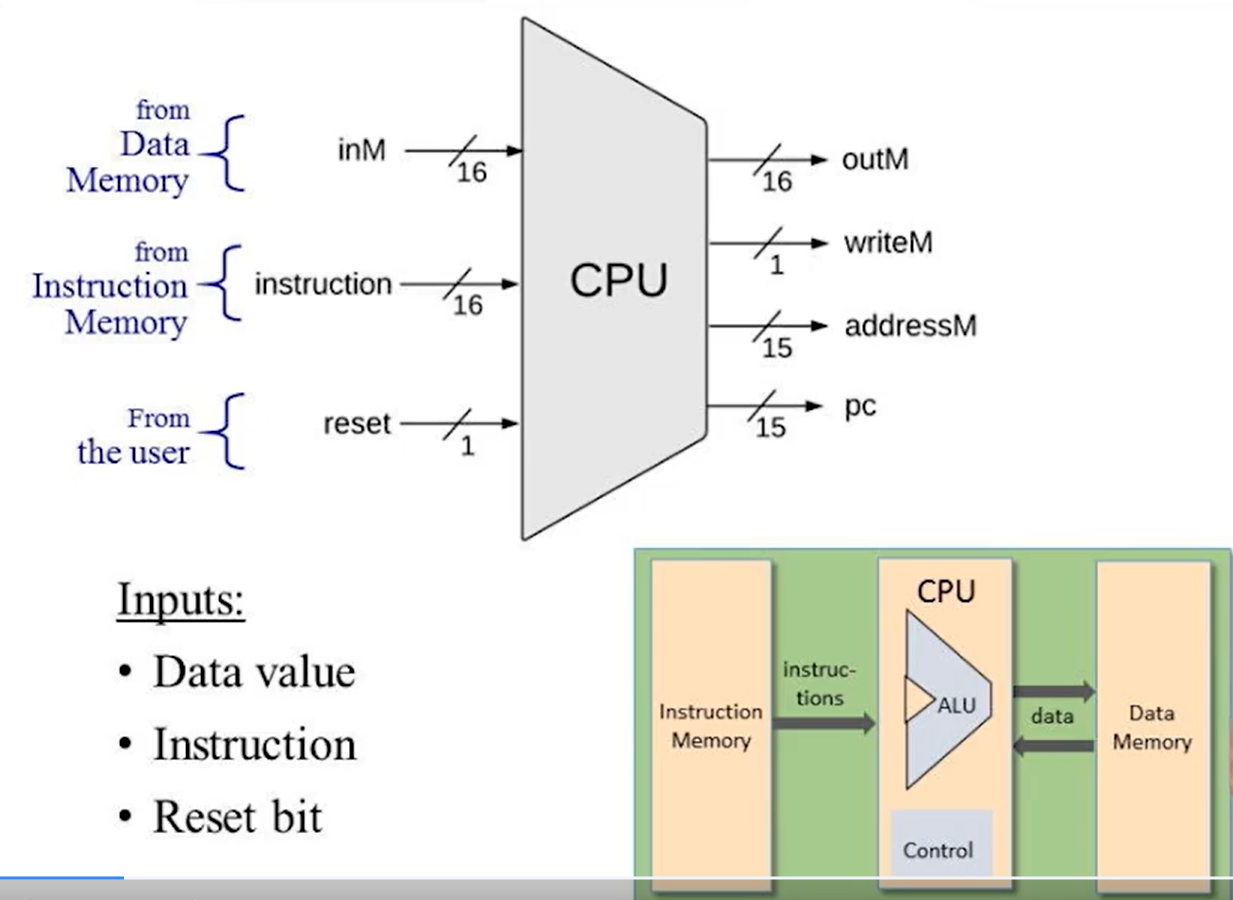 from
Data
Memory
inM
16
from
Instruction
Memory
instruction
16
From
the user
reset
1
CPU
outM
16
writeM
1
addressM
15
pc
15
Inputs:
• Data value
• Instruction
• Reset bit
Instruction
Memory
instruc-
tions
CPU
ALU
Control
data
Data
Memory